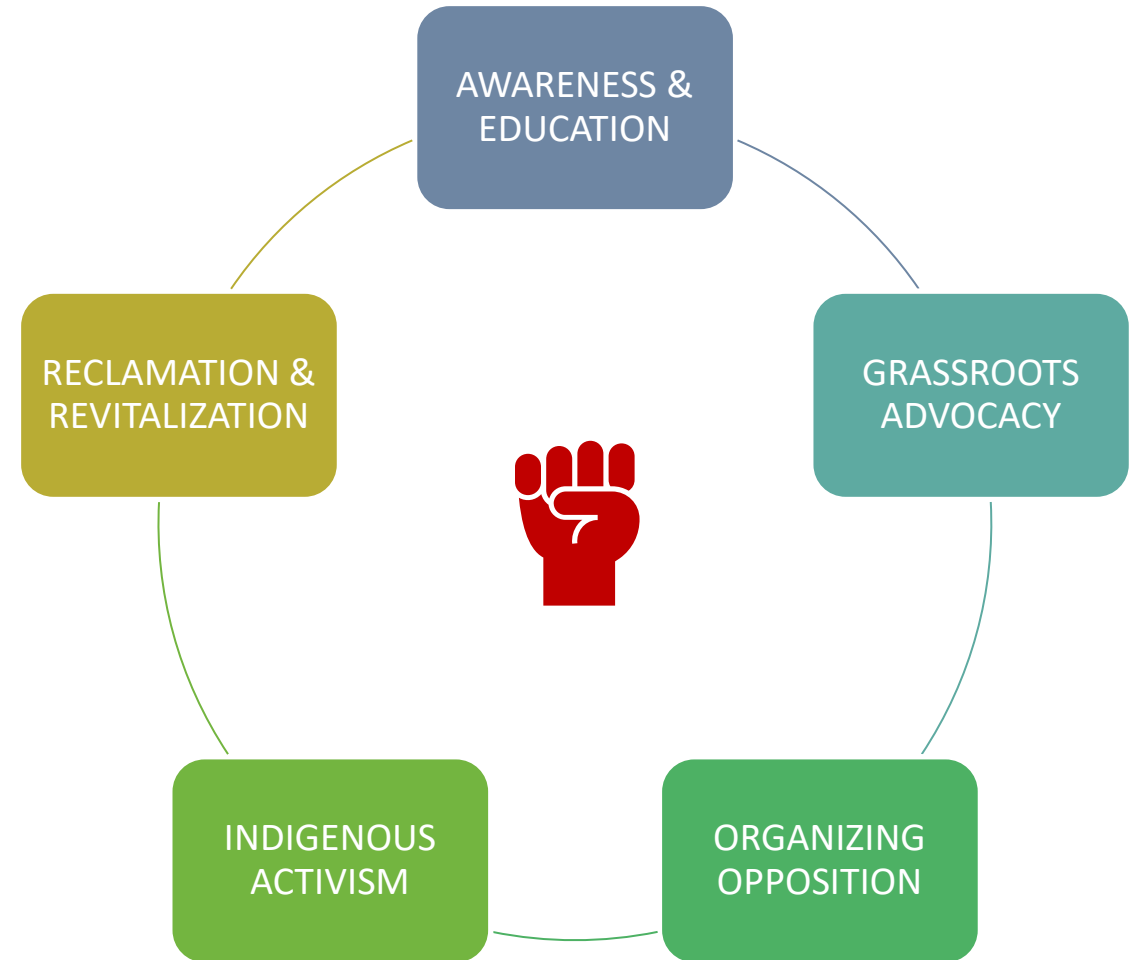 AWARENESS &
EDUCATION
GRASSROOTS
ADVOCACY
ORGANIZING
OPPOSITION
INDIGENOUS
ACTIVISM
RECLAMATION &
REVITALIZATION